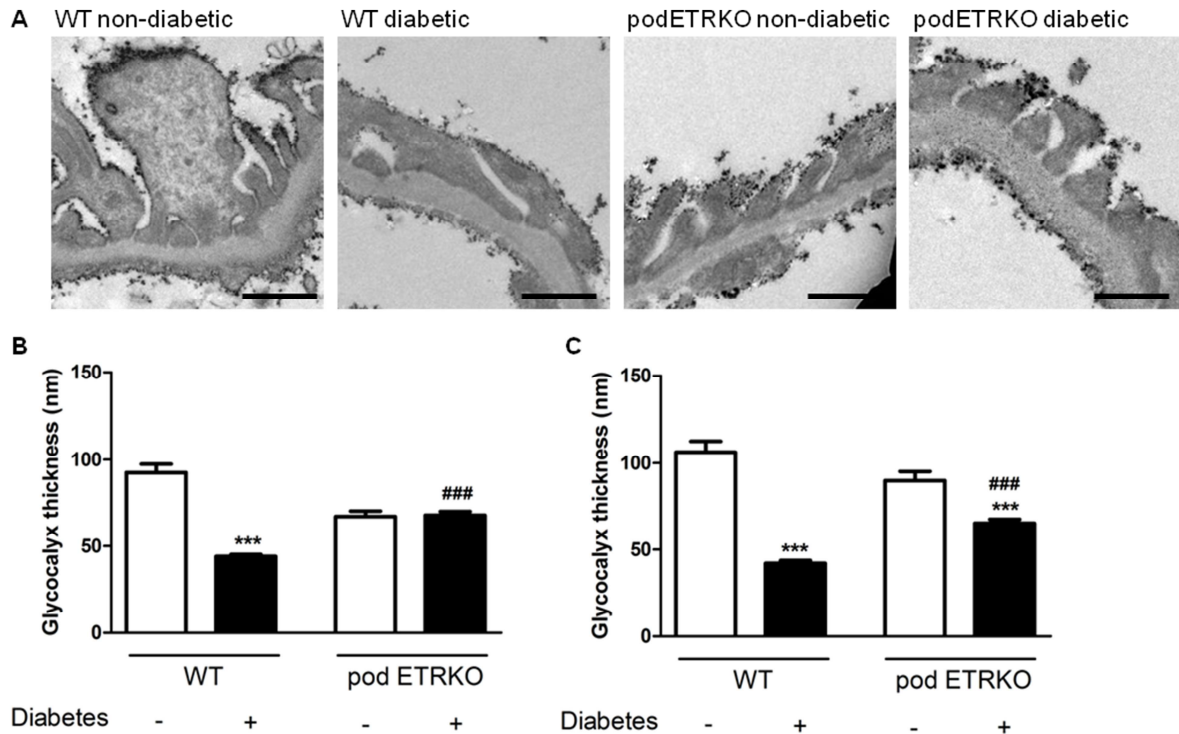 A WT non-diabetic WT diabetic podETRKO non-diabetic podETRKO diabetic
B
Glycocalyx thickness (nm)
150
100
50
0
***
###
WT pod ETRKO
Diabetes - + - +
C
Glycocalyx thickness (nm)
150
100
50
0
***
###
***
WT pod ETRKO
Diabetes - + - +